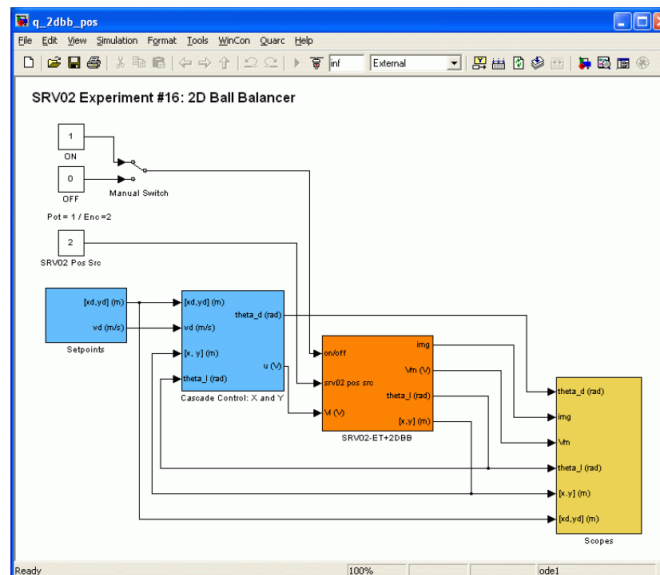 q_2dbb_pos
File Edit View Simulation Format Tools WinCon Quarc Help
inf External
SRV02 Experiment #16: 2D Ball Balancer
1
ON
0
OFF
Manual Switch
Pot = 1 / Enc =2
2
SRV02 Pos Src
[xd,yd] (m)
vd (m/s)
Setpoints
[xd,yd] (m)
vd (m/s)
[x, y] (m)
theta_l (rad)
theta_d (rad)
u (V)
Cascade Control: X and Y
on/off
srv02 pos src
Vl (V)
img
Vm (V)
theta_l (rad)
[x,y] (m)
SRV02-ET+2DBB
theta_d (rad)
img
Vm
theta_l (rad)
[x,y] (m)
[xd,yd] (m)
Scopes
Ready 100% ode1